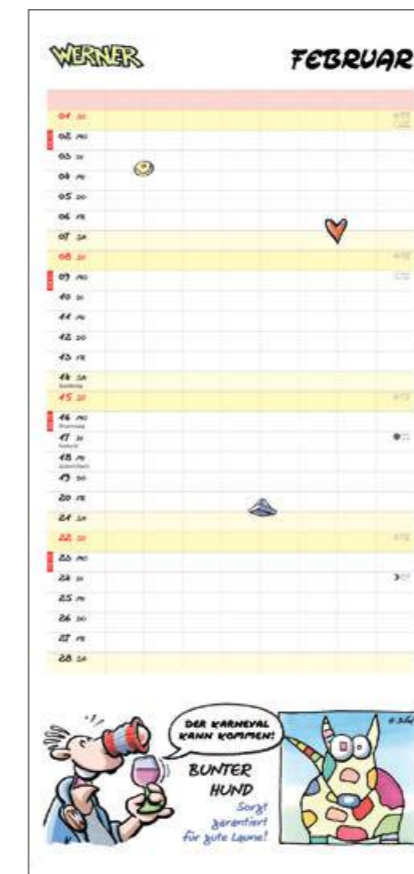 WERNER
FEBRUAR
01 SO
02 MO
03 DI
04 MI
05 DO
06 FR
07 SA
08 SO
09 MO
10 DI
11 MI
12 DO
13 FR
14 SA
15 SO
16 MO
17 DI
18 MI
19 DO
20 FR
21 SA
22 SO
23 MO
24 DI
25 MI
26 DO
27 FR
28 SA
DER KARNEVAL
KANN KOMMEN!
BUNTER
HUND
Sorgt
garantiert
für gute Laune!